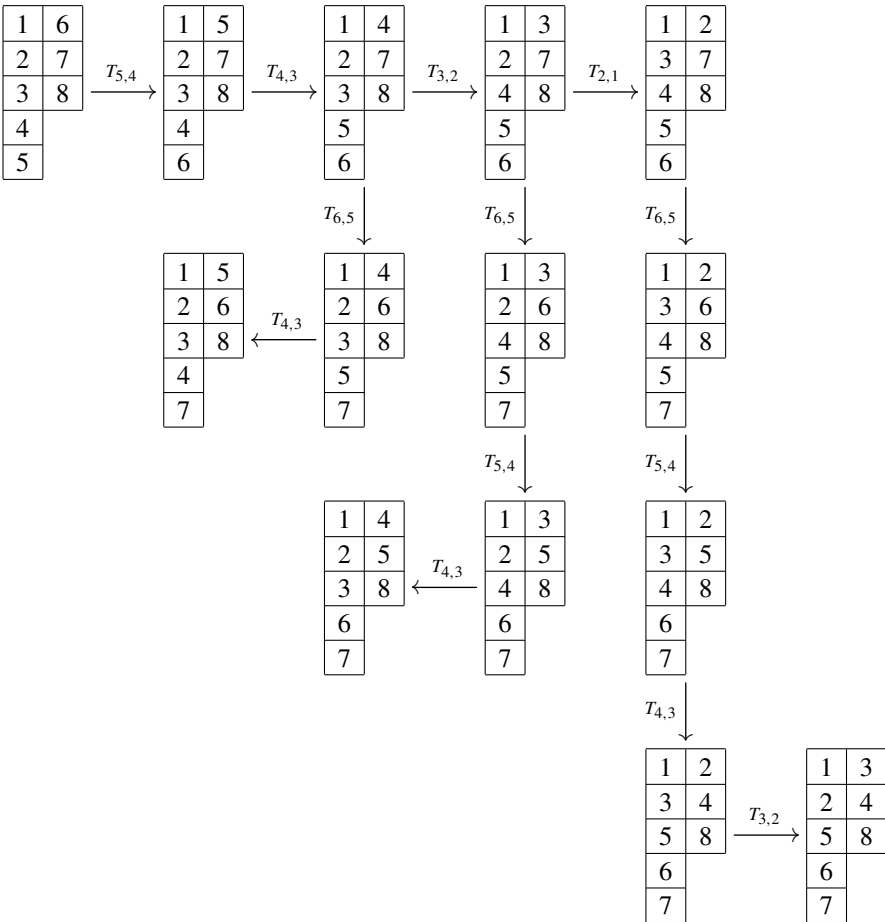 1 6 1 5 1 4 1 3 1 2
2 7 2 7 2 7 2 7 3 7
3 8 T5,4 3 8 T4,3 3 8 T3,2 4 8 T2,1 4 8
4 4 5 5 5
5 6 6 6 6
T6,5 T6,5 T6,5
1 5 1 4 1 3 1 2
2 6 2 6 2 6 3 6
3 8 T4,3 3 8 4 8 4 8
4 5 5 5
7 7 7 7
T5,4 T5,4
1 4 1 3 1 2
2 5 2 5 3 5
3 8 T4,3 4 8 4 8
6 6 6
7 7 7
T4,3
1 2 1 3
3 4 2 4
5 8 T3,2 5 8
6 6
7 7